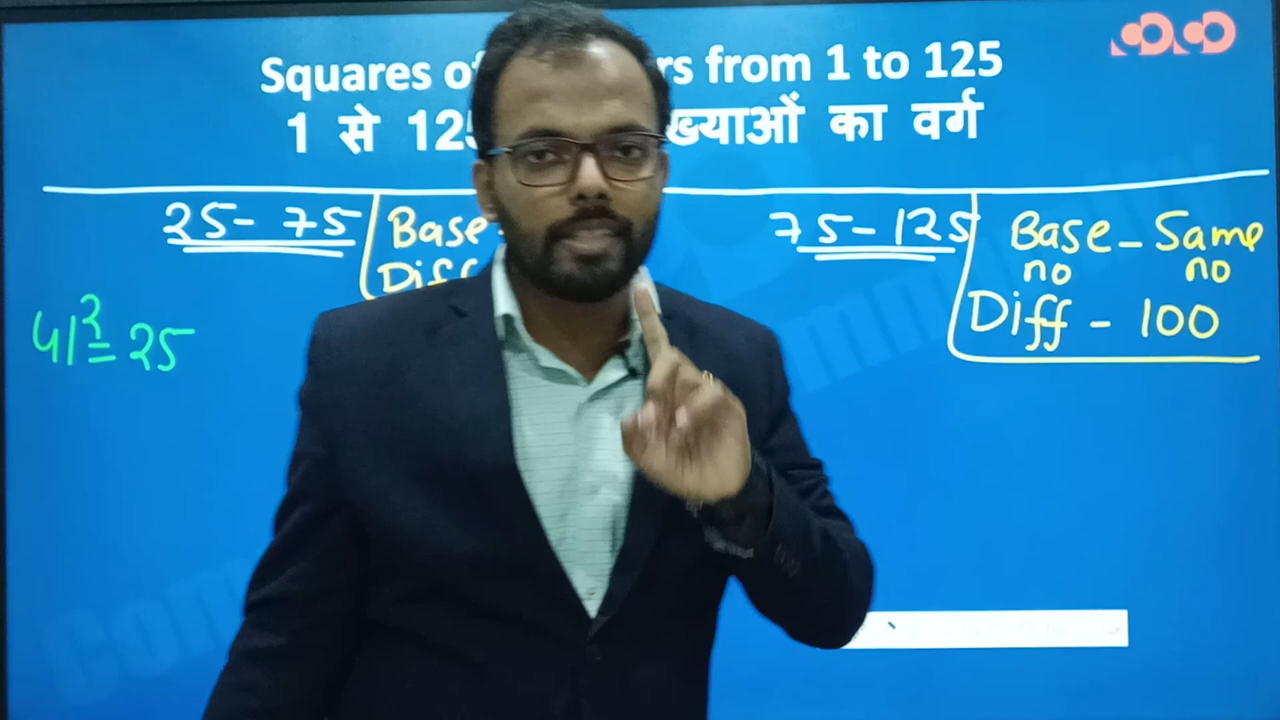 Squares of rs from 1 to 125
1 से 125 ख्याओं का वर्ग
25- 75 Base
Diff
75-125 Base - Same
no no
Diff - 100
41²= 25